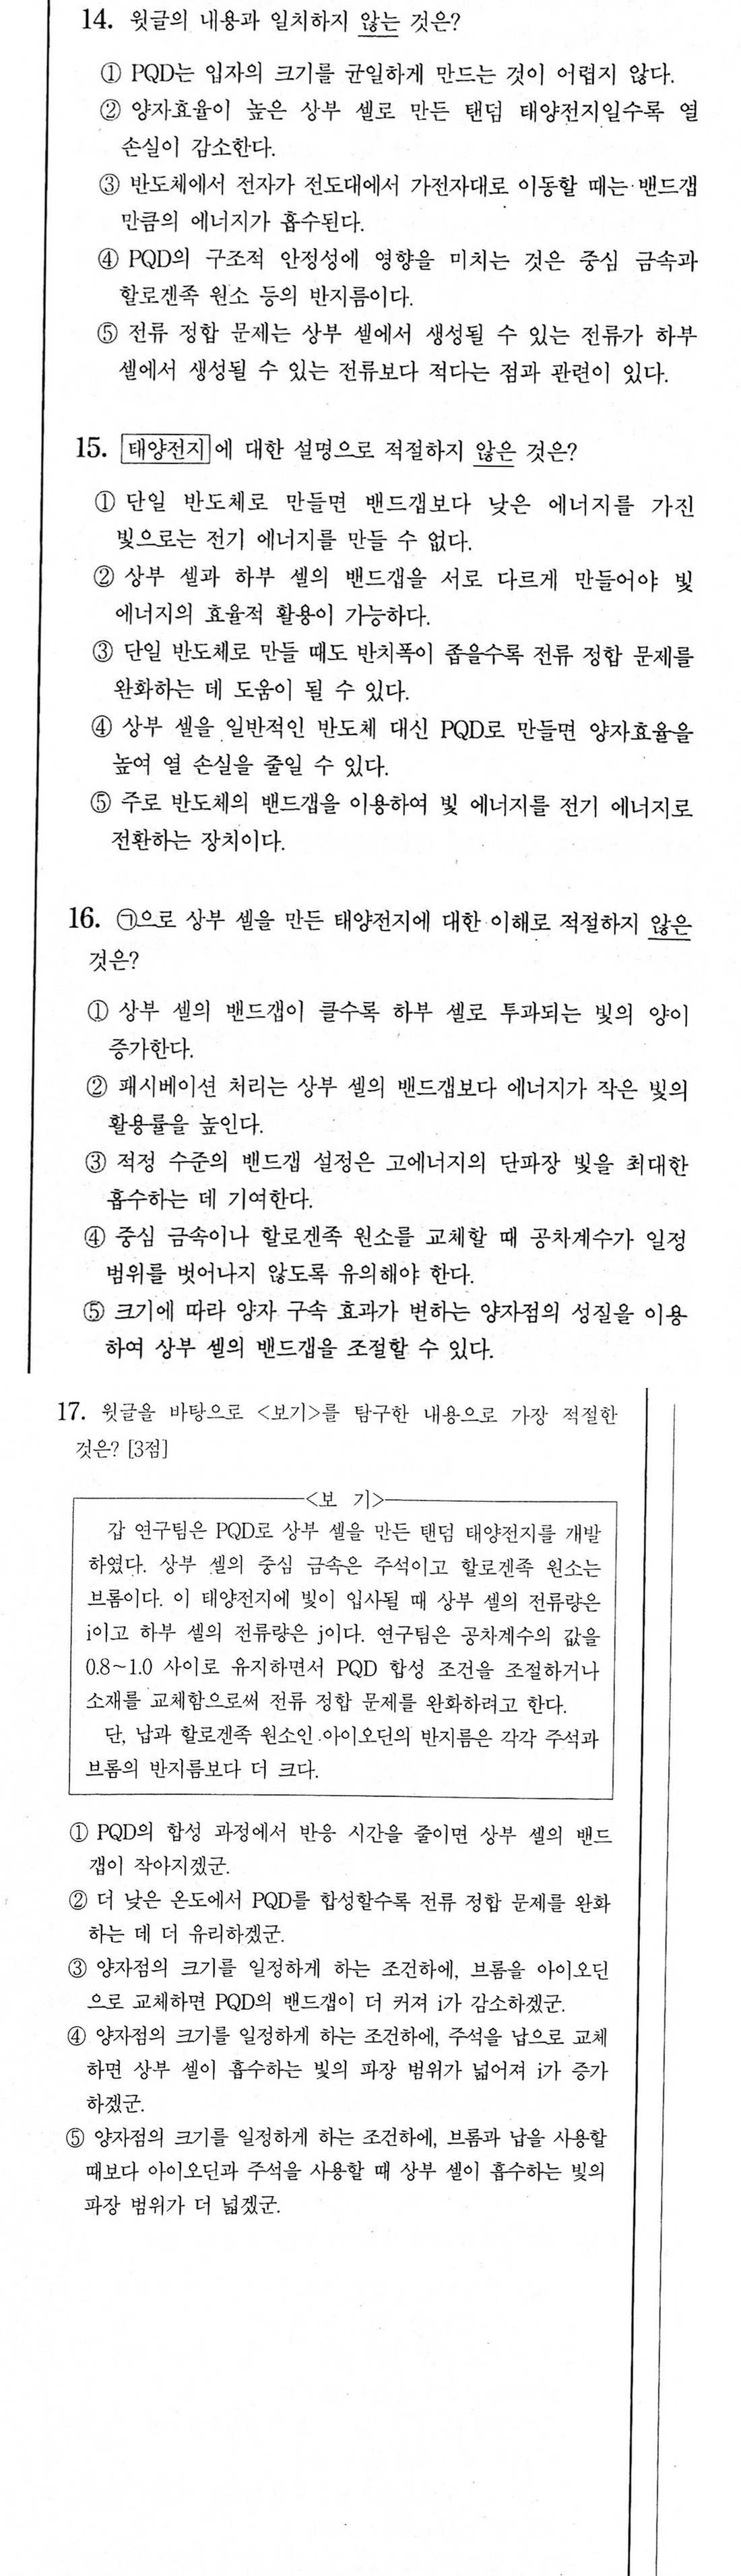 14. 윗글의 내용과 일치하지 않는 것은?
① PQD는 입자의 크기를 균일하게 만드는 것이 어렵지 않다.
② 양자효율이 높은 상부 셀로 만든 탠덤 태양전지일수록 열
손실이 감소한다.
③ 반도체에서 전자가 전도대에서 가전자대로 이동할 때는 밴드갭
만큼의 에너지가 흡수된다.
④ PQD의 구조적 안정성에 영향을 미치는 것은 중심 금속과
할로겐족 원소 등의 반지름이다.
⑤ 전류 정합 문제는 상부 셀에서 생성될 수 있는 전류가 하부
셀에서 생성될 수 있는 전류보다 적다는 점과 관련이 있다.
15. 태양전지에 대한 설명으로 적절하지 않은 것은?
① 단일 반도체로 만들면 밴드갭보다 낮은 에너지를 가진
빛으로는 전기 에너지를 만들 수 없다.
② 상부 셀과 하부 셀의 밴드갭을 서로 다르게 만들어야 빛
에너지의 효율적 활용이 가능하다.
③ 단일 반도체로 만들 때도 반치폭이 좁을수록 전류 정합 문제를
완화하는 데 도움이 될 수 있다.
④ 상부 셀을 일반적인 반도체 대신 PQD로 만들면 양자효율을
높여 열 손실을 줄일 수 있다.
⑤ 주로 반도체의 밴드갭을 이용하여 빛 에너지를 전기 에너지로
전환하는 장치이다.
16. ㉠으로 상부 셀을 만든 태양전지에 대한 이해로 적절하지 않은
것은?
① 상부 셀의 밴드갭이 클수록 하부 셀로 투과되는 빛의 양이
증가한다.
② 패시베이션 처리는 상부 셀의 밴드갭보다 에너지가 작은 빛의
활용률을 높인다.
③ 적정 수준의 밴드갭 설정은 고에너지의 단파장 빛을 최대한
흡수하는 데 기여한다.
④ 중심 금속이나 할로겐족 원소를 교체할 때 공차계수가 일정
범위를 벗어나지 않도록 유의해야 한다.
⑤ 크기에 따라 양자 구속 효과가 변하는 양자점의 성질을 이용
하여 상부 셀의 밴드갭을 조절할 수 있다.
17. 윗글을 바탕으로 <보기>를 탐구한 내용으로 가장 적절한
것은? [3점]
<보 기>
갑 연구팀은 PQD로 상부 셀을 만든 탠덤 태양전지를 개발
하였다. 상부 셀의 중심 금속은 주석이고 할로겐족 원소는
브롬이다. 이 태양전지에 빛이 입사될 때 상부 셀의 전류량은
i이고 하부 셀의 전류량은 j이다. 연구팀은 공차계수의 값을
0.8~1.0 사이로 유지하면서 PQD 합성 조건을 조절하거나
소재를 교체함으로써 전류 정합 문제를 완화하려고 한다.
단, 납과 할로겐족 원소인 아이오딘의 반지름은 각각 주석과
브롬의 반지름보다 더 크다.
① PQD의 합성 과정에서 반응 시간을 줄이면 상부 셀의 밴드
갭이 작아지겠군.
② 더 낮은 온도에서 PQD를 합성할수록 전류 정합 문제를 완화
하는 데 더 유리하겠군.
③ 양자점의 크기를 일정하게 하는 조건하에, 브롬을 아이오딘
으로 교체하면 PQD의 밴드갭이 더 커져 i가 감소하겠군.
④ 양자점의 크기를 일정하게 하는 조건하에, 주석을 납으로 교체
하면 상부 셀이 흡수하는 빛의 파장 범위가 넓어져 i가 증가
하겠군.
⑤ 양자점의 크기를 일정하게 하는 조건하에, 브롬과 납을 사용할
때보다 아이오딘과 주석을 사용할 때 상부 셀이 흡수하는 빛의
파장 범위가 더 넓겠군.